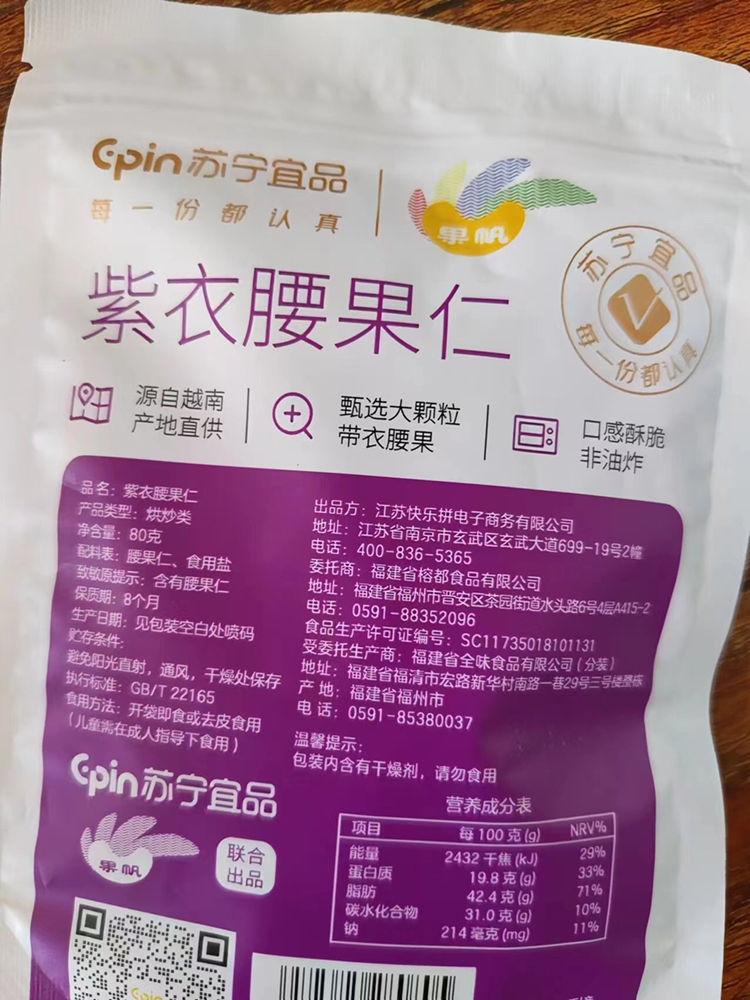 Epin苏宁宜品
每一份都认真
果帆
苏宁宜品
每一份都认真
紫衣腰果仁
源自越南
产地直供
甄选大颗粒
带衣腰果
口感酥脆
非油炸
品名：紫衣腰果仁
产品类型：烘炒类
净含量：80克
配料表：腰果仁、食用盐
致敏原提示：含有腰果仁
保质期：8个月
生产日期：见包装空白处喷码
贮存条件：
避免阳光直射，通风，干燥处保存
执行标准：GB/T 22165
食用方法：开袋即食或去皮食用
（儿童需在成人指导下食用）
出品方：江苏快乐拼电子商务有限公司
地址：江苏省南京市玄武区玄武大道699-19号2幢
电话：400-836-5365
委托商：福建省榕都食品有限公司
地址：福建省福州市晋安区茶园街道水头路6号4层A415-2
电话：0591-88352096
食品生产许可证编号：SC11735018101131
受委托生产商：福建省全味食品有限公司（分装）
地址：福建省福清市宏路新华村南路一巷29号三号楼整栋
产地：福建省福州市
电话：0591-85380037
温馨提示：
包装内含有干燥剂，请勿食用
Epin苏宁宜品
果帆
联合
出品
营养成分表
项目 每100克(g) NRV%
能量 2432千焦(kJ) 29%
蛋白质 19.8克(g) 33%
脂肪 42.4克(g) 71%
碳水化合物 31.0克(g) 10%
钠 214毫克(mg) 11%